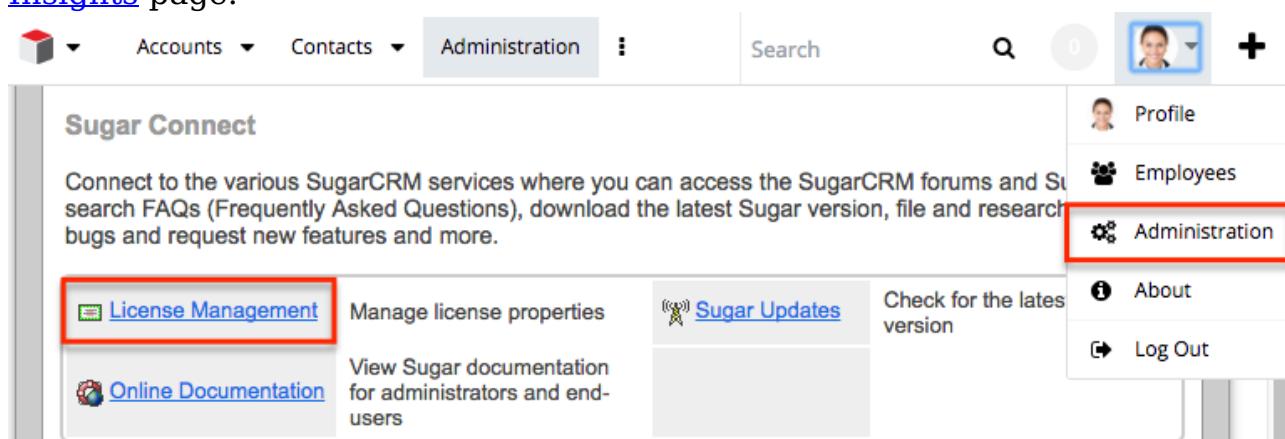 Insights page.
Accounts Contacts Administration Search 0
Sugar Connect
Connect to the various SugarCRM services where you can access the SugarCRM forums and
search FAQs (Frequently Asked Questions), download the latest Sugar version, file and research
bugs and request new features and more.
License Management Manage license properties Sugar Updates Check for the
version
Online Documentation View Sugar documentation
for administrators and end-
users
Profile
Employees
Administration
About
Log Out